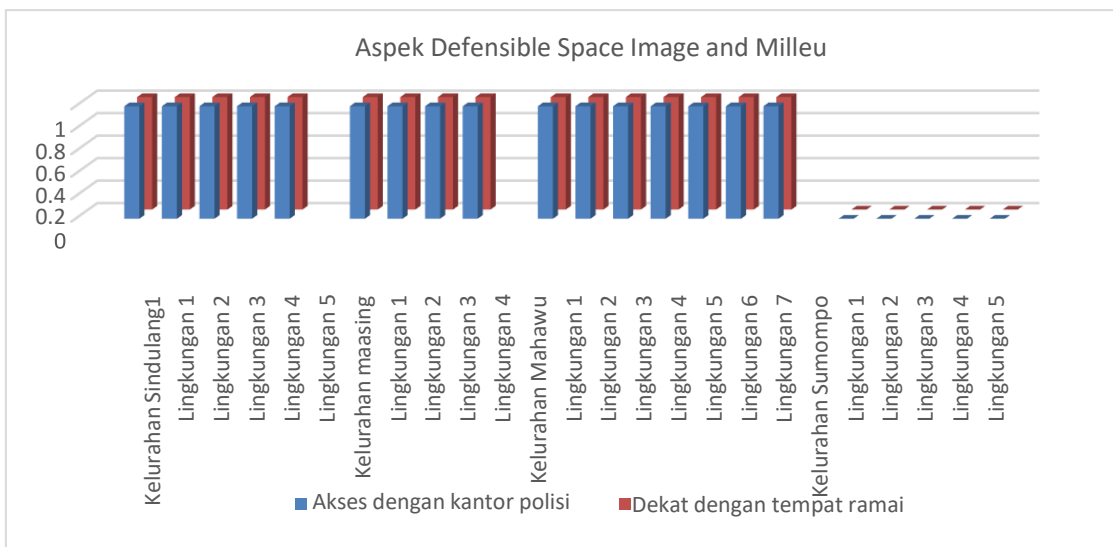 Aspek Defensible Space Image and Milleu
1
0.8
0.6
0.4
0.2
0
Kelurahan Sindulang1
Lingkungan 1
Lingkungan 2
Lingkungan 3
Lingkungan 4
Lingkungan 5
Kelurahan maasing
Lingkungan 1
Lingkungan 2
Lingkungan 3
Lingkungan 4
Kelurahan Mahawu
Lingkungan 1
Lingkungan 2
Lingkungan 3
Lingkungan 4
Lingkungan 5
Lingkungan 6
Lingkungan 7
Kelurahan Sumompo
Lingkungan 1
Lingkungan 2
Lingkungan 3
Lingkungan 4
Lingkungan 5
Akses dengan kantor polisi
Dekat dengan tempat ramai